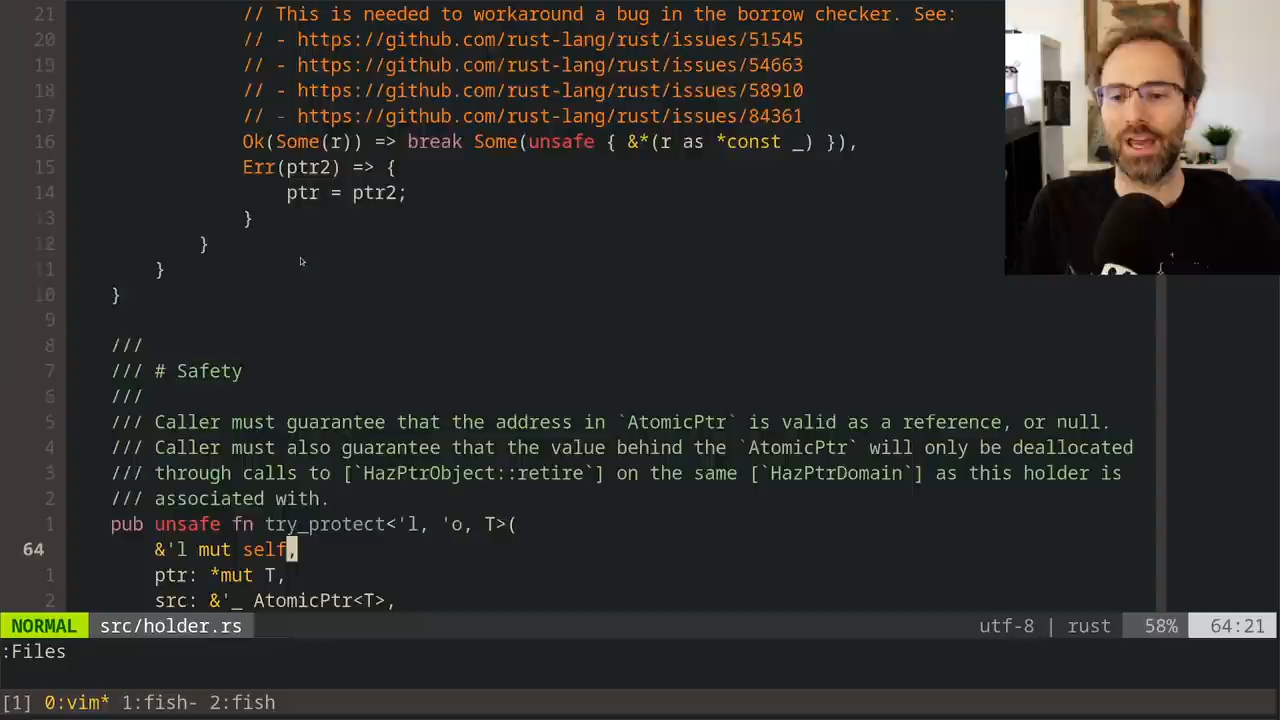 21 // This is needed to workaround a bug in the borrow checker. See:
20 // - https://github.com/rust-lang/rust/issues/51545
19 // - https://github.com/rust-lang/rust/issues/54663
18 // - https://github.com/rust-lang/rust/issues/58910
17 // - https://github.com/rust-lang/rust/issues/84361
16 Ok(Some(r)) => break Some(unsafe { &*(r as *const _) }),
15 Err(ptr2) => {
14 ptr = ptr2;
13 }
12 }
11 }
10 }
9
8 ///
7 /// # Safety
6 ///
5 /// Caller must guarantee that the address in `AtomicPtr` is valid as a reference, or null.
4 /// Caller must also guarantee that the value behind the `AtomicPtr` will only be deallocated
3 /// through calls to [`HazPtrObject::retire`] on the same [`HazPtrDomain`] as this holder is
2 /// associated with.
1 pub unsafe fn try_protect<'l, 'o, T>(
64 &'l mut self,
1 ptr: *mut T,
2 src: &'_ AtomicPtr<T>,
NORMAL src/holder.rs utf-8 | rust 58% 64:21
:Files
[1] 0:vim* 1:fish- 2:fish